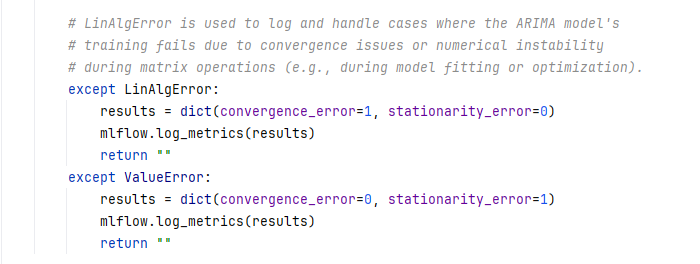 # LinAlgError is used to log and handle cases where the ARIMA model's
# training fails due to convergence issues or numerical instability
# during matrix operations (e.g., during model fitting or optimization).
except LinAlgError:
    results = dict(convergence_error=1, stationarity_error=0)
    mlflow.log_metrics(results)
    return ""
except ValueError:
    results = dict(convergence_error=0, stationarity_error=1)
    mlflow.log_metrics(results)
    return ""